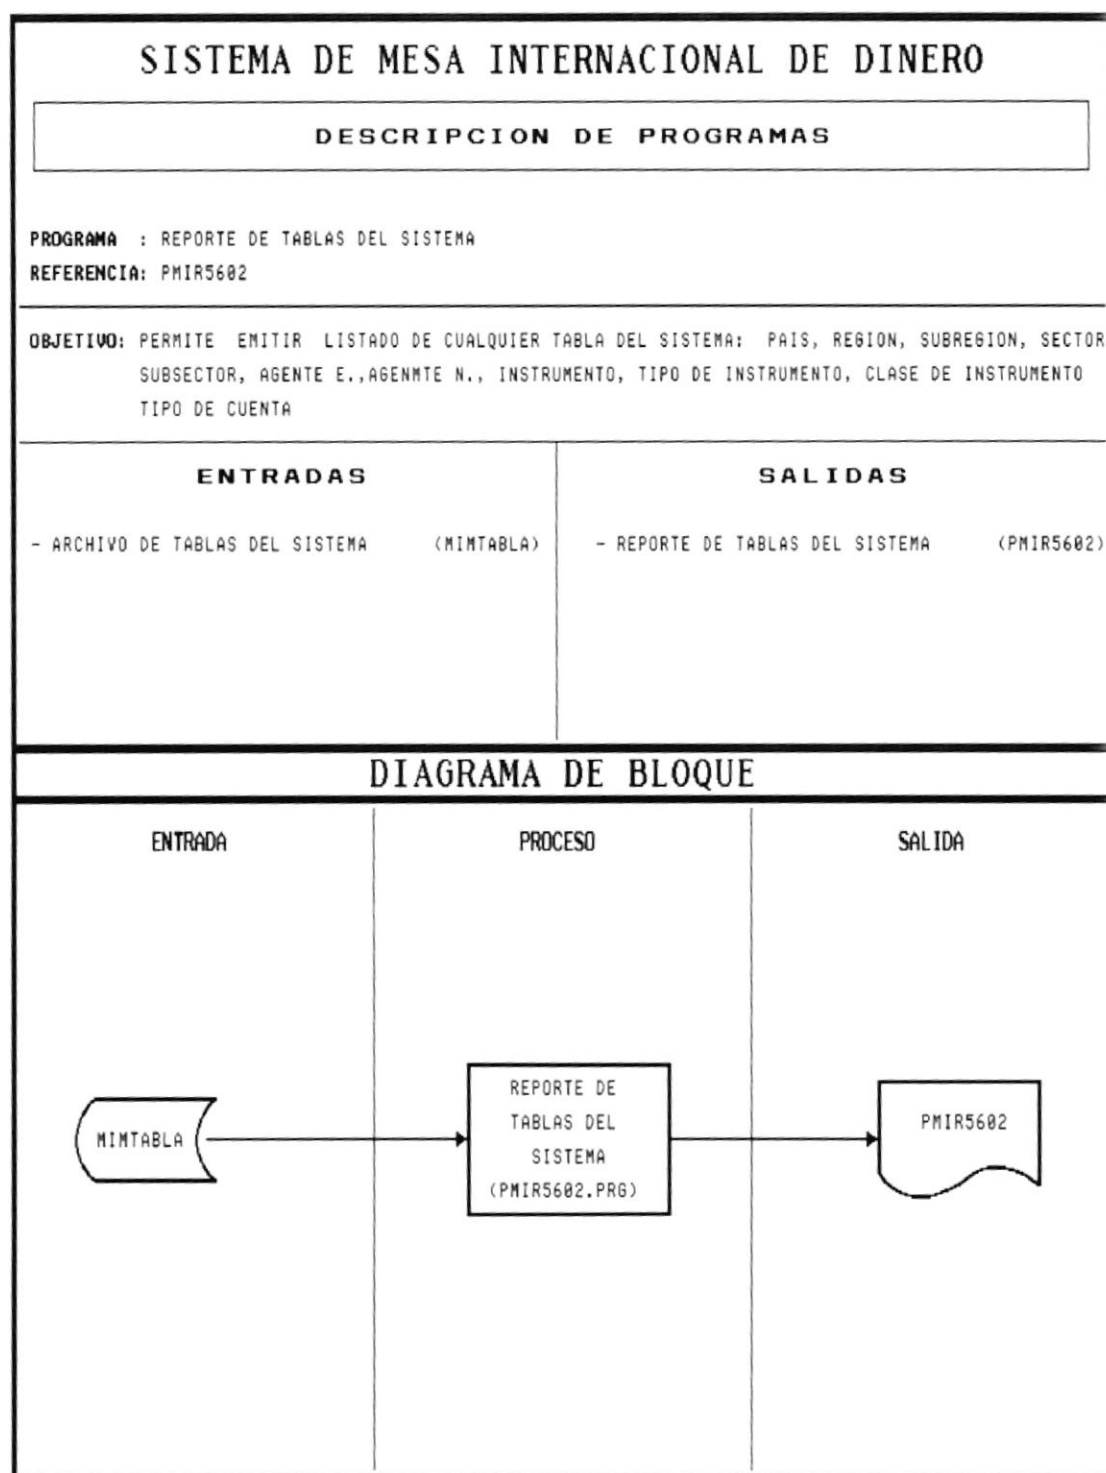 SISTEMA DE MESA INTERNACIONAL DE DINERO
DESCRIPCION DE PROGRAMAS
PROGRAMA : REPORTE DE TABLAS DEL SISTEMA
REFERENCIA: PMIR5602
OBJETIVO: PERMITE EMITIR LISTADO DE CUALQUIER TABLA DEL SISTEMA: PAIS, REGION, SUBREGION, SECTOR
SUBSECTOR, AGENTE E.,AGENMTE N., INSTRUMENTO, TIPO DE INSTRUMENTO, CLASE DE INSTRUMENTO
TIPO DE CUENTA
ENTRADAS
- ARCHIVO DE TABLAS DEL SISTEMA (MIMTABLA)
SALIDAS
- REPORTE DE TABLAS DEL SISTEMA (PMIR5602)
DIAGRAMA DE BLOQUE
ENTRADA
PROCESO
SALIDA
MIMTABLA
REPORTE DE
TABLAS DEL
SISTEMA
(PMIR5602.PRG)
PMIR5602